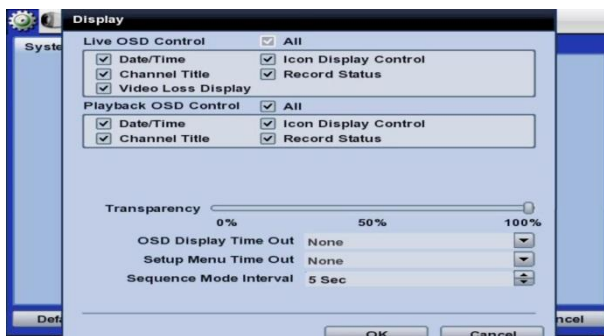 Display
Syste
Live OSD Control All
Date/Time Icon Display Control
Channel Title Record Status
Video Loss Display
Playback OSD Control All
Date/Time Icon Display Control
Channel Title Record Status
Transparency
0% 50% 100%
OSD Display Time Out None
Setup Menu Time Out None
Sequence Mode Interval 5 Sec
Defa ncel
OK Cancel